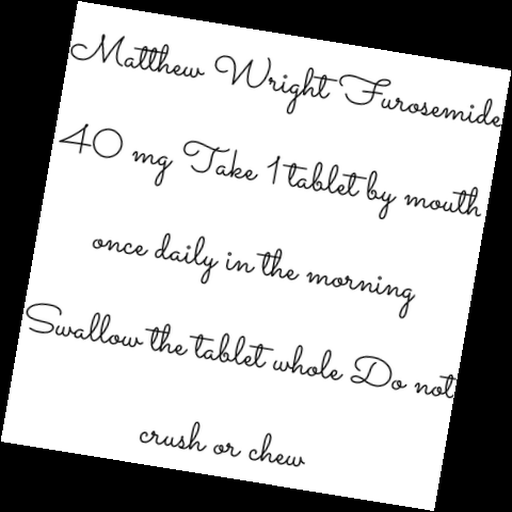 Matthew Wright Furosemide
40 mg Take 1 tablet by mouth
once daily in the morning
Swallow the tablet whole Do not
crush or chew